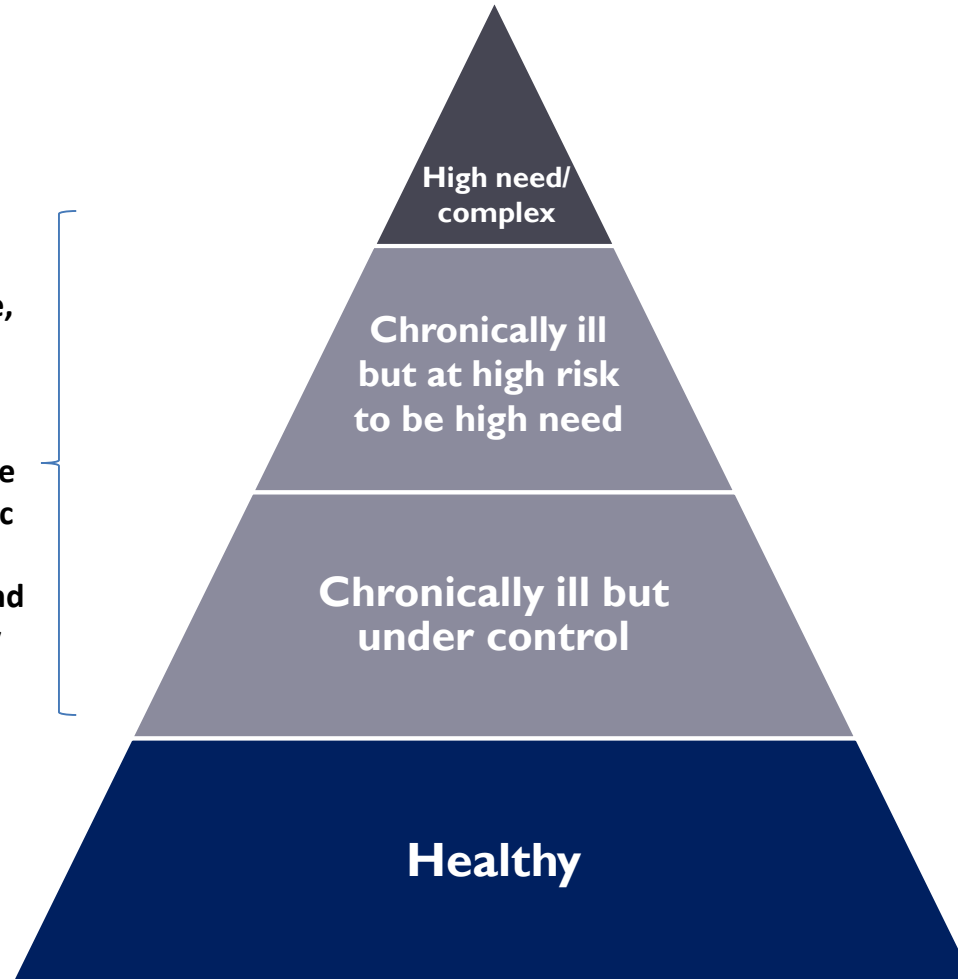 High need/
complex
Chronically ill
but at high risk
to be high need
Chronically ill but
under control
Healthy